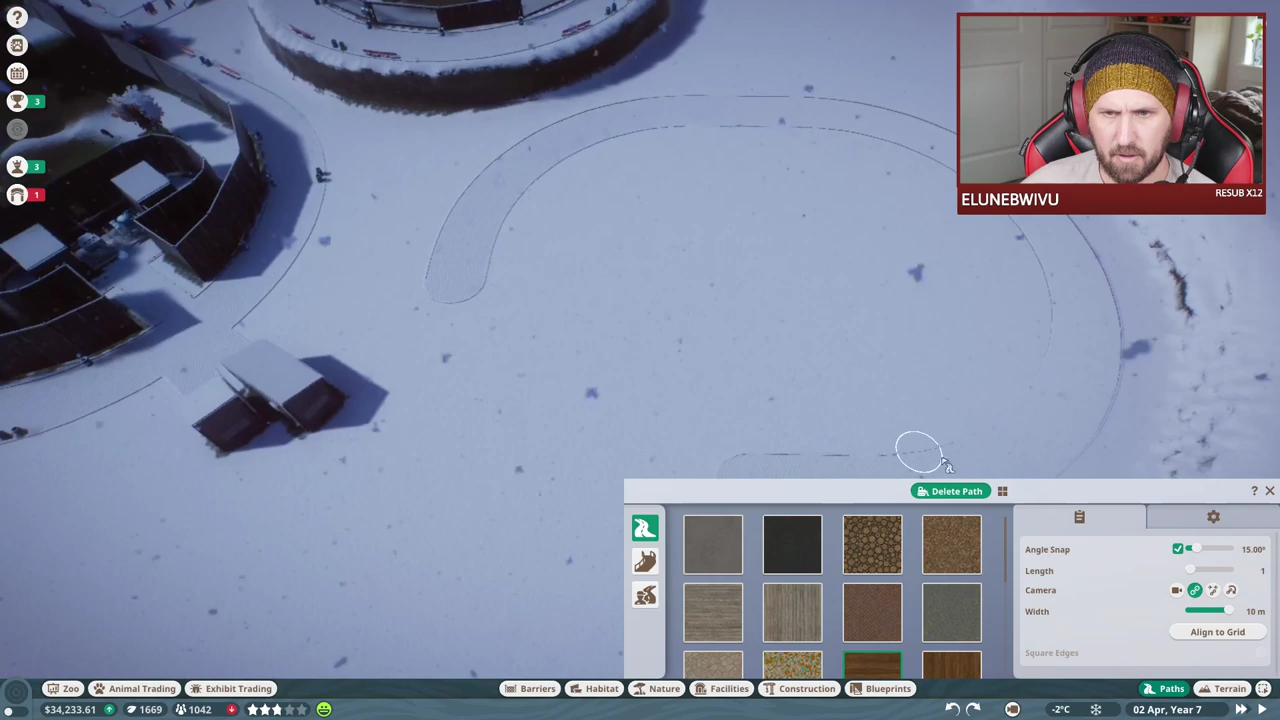 3
3
1
ELUNEBWIVU
RESUB X12
Delete Path
?
Angle Snap 15.00°
Length 1
Camera
Width 10 m
Align to Grid
Square Edges
Zoo
Animal Trading
Exhibit Trading
Barriers
Habitat
Nature
Facilities
Construction
Blueprints
Paths
Terrain
$34,233.61
1669
1042
-2°C
02 Apr, Year 7